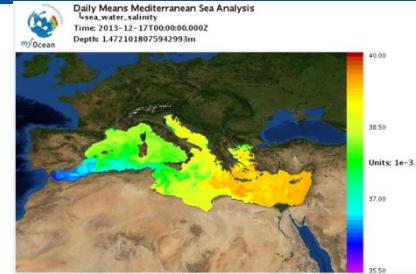 Daily Means Mediterranean Sea Analysis
↳sea_water_salinity
Time: 2013-12-17T00:00:00.000Z
Depth: 1.4721018075942993m
myOcean
40.00
38.50
Units: 1e-3
37.00
35.50